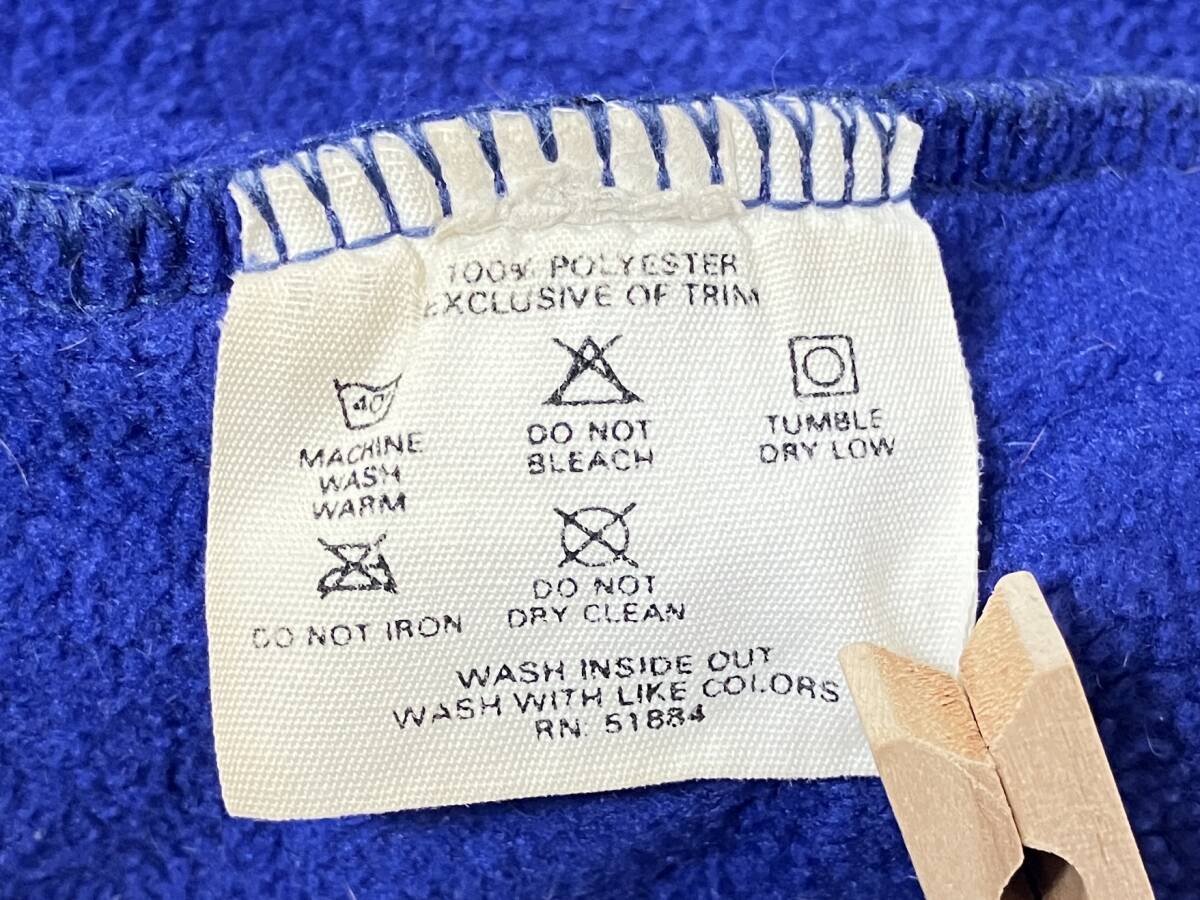 100% POLYESTER
EXCLUSIVE OF TRIM
40
MACHINE
WASH
WARM
DO NOT
BLEACH
TUMBLE
DRY LOW
DO NOT IRON
DO NOT
DRY CLEAN
WASH INSIDE OUT
WASH WITH LIKE COLORS
RN. 51884